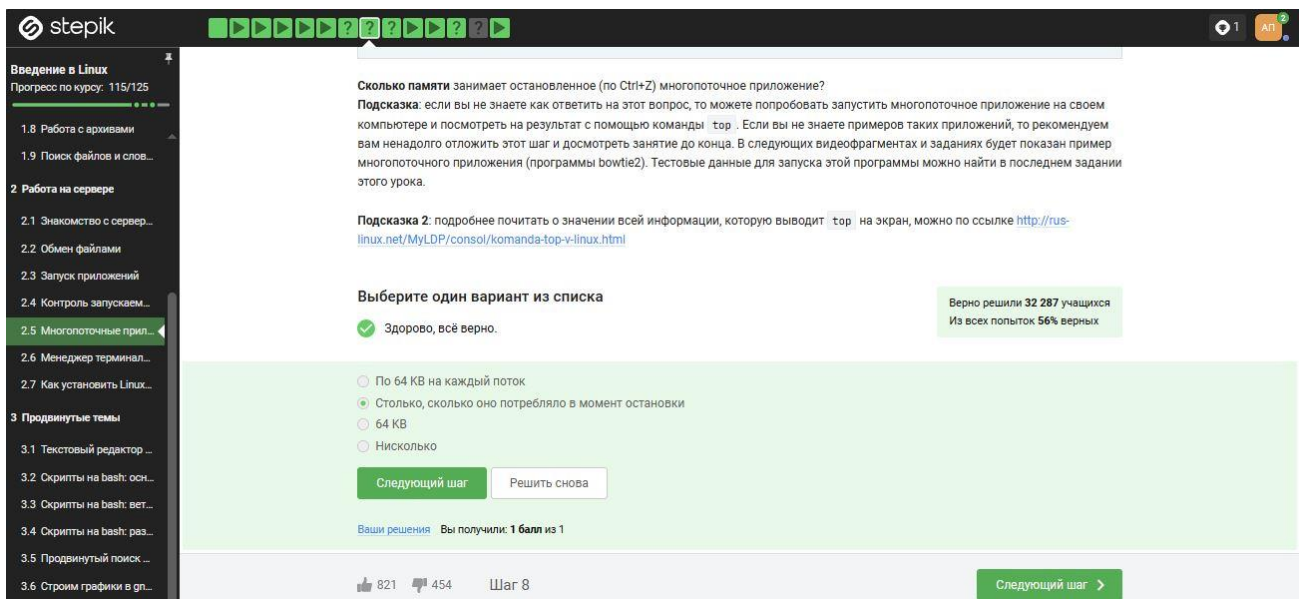 stepik
? ? ? ? ?
1
АП
2
Введение в Linux
Прогресс по курсу: 115/125
1.8 Работа с архивами
1.9 Поиск файлов и слов...
2 Работа на сервере
2.1 Знакомство с сервер...
2.2 Обмен файлами
2.3 Запуск приложений
2.4 Контроль запускаем...
2.5 Многопоточные прил...
2.6 Менеджер терминал...
2.7 Как установить Linux...
3 Продвинутые темы
3.1 Текстовый редактор ...
3.2 Скрипты на bash: осн...
3.3 Скрипты на bash: вет...
3.4 Скрипты на bash: раз...
3.5 Продвинутый поиск ...
3.6 Строим графики в gn...
Сколько памяти занимает остановленное (по Ctrl+Z) многопоточное приложение?
Подсказка: если вы не знаете как ответить на этот вопрос, то можете попробовать запустить многопоточное приложение на своем
компьютере и посмотреть на результат с помощью команды top . Если вы не знаете примеров таких приложений, то рекомендуем
вам ненадолго отложить этот шаг и досмотреть занятие до конца. В следующих видеофрагментах и заданиях будет показан пример
многопоточного приложения (программы bowtie2). Тестовые данные для запуска этой программы можно найти в последнем задании
этого урока.
Подсказка 2: подробнее почитать о значении всей информации, которую выводит top на экран, можно по ссылке http://rus-
linux.net/MyLDP/consol/komanda-top-v-linux.html
Выберите один вариант из списка
Здорово, всё верно.
Верно решили 32 287 учащихся
Из всех попыток 56% верных
По 64 KB на каждый поток
Столько, сколько оно потребляло в момент остановки
64 KB
Нисколько
Следующий шаг
Решить снова
Ваши решения Вы получили: 1 балл из 1
821 454 Шаг 8
Следующий шаг